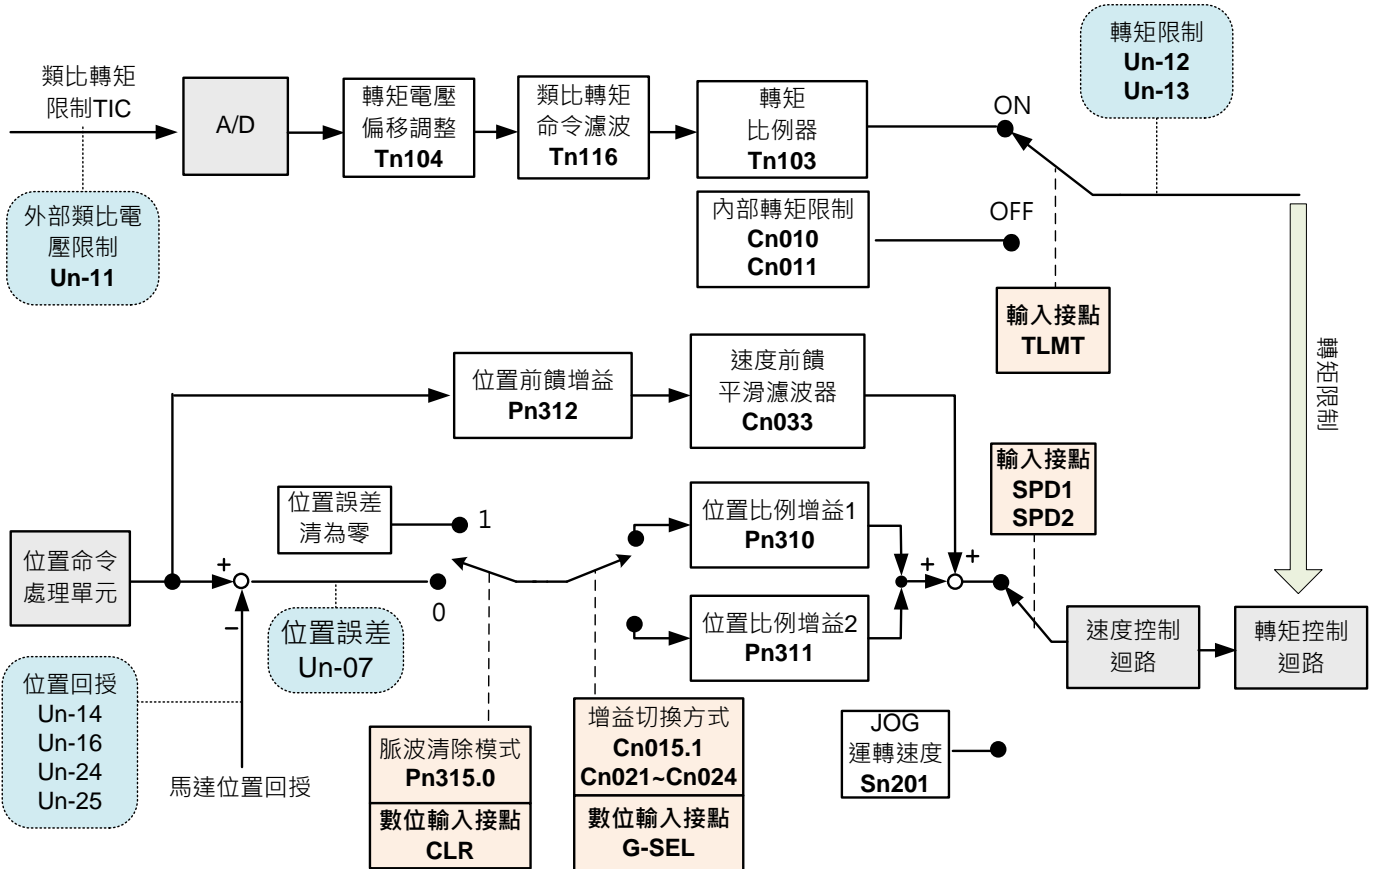 類比轉矩
限制TIC
A/D
轉矩電壓
偏移調整
Tn104
類比轉矩
命令濾波
Tn116
轉矩
比例器
Tn103
ON
轉矩限制
Un-12
Un-13
外部類比電
壓限制
Un-11
內部轉矩限制
Cn010
Cn011
OFF
輸入接點
TLMT
轉矩限制
位置前饋增益
Pn312
速度前饋
平滑濾波器
Cn033
輸入接點
SPD1
SPD2
位置誤差
清為零
1
位置比例增益1
Pn310
位置命令
處理單元
+
−
0
位置誤差
Un-07
位置比例增益2
Pn311
+
+
速度控制
迴路
轉矩控制
迴路
位置回授
Un-14
Un-16
Un-24
Un-25
馬達位置回授
脈波清除模式
Pn315.0
數位輸入接點
CLR
增益切換方式
Cn015.1
Cn021~Cn024
數位輸入接點
G-SEL
JOG
運轉速度
Sn201